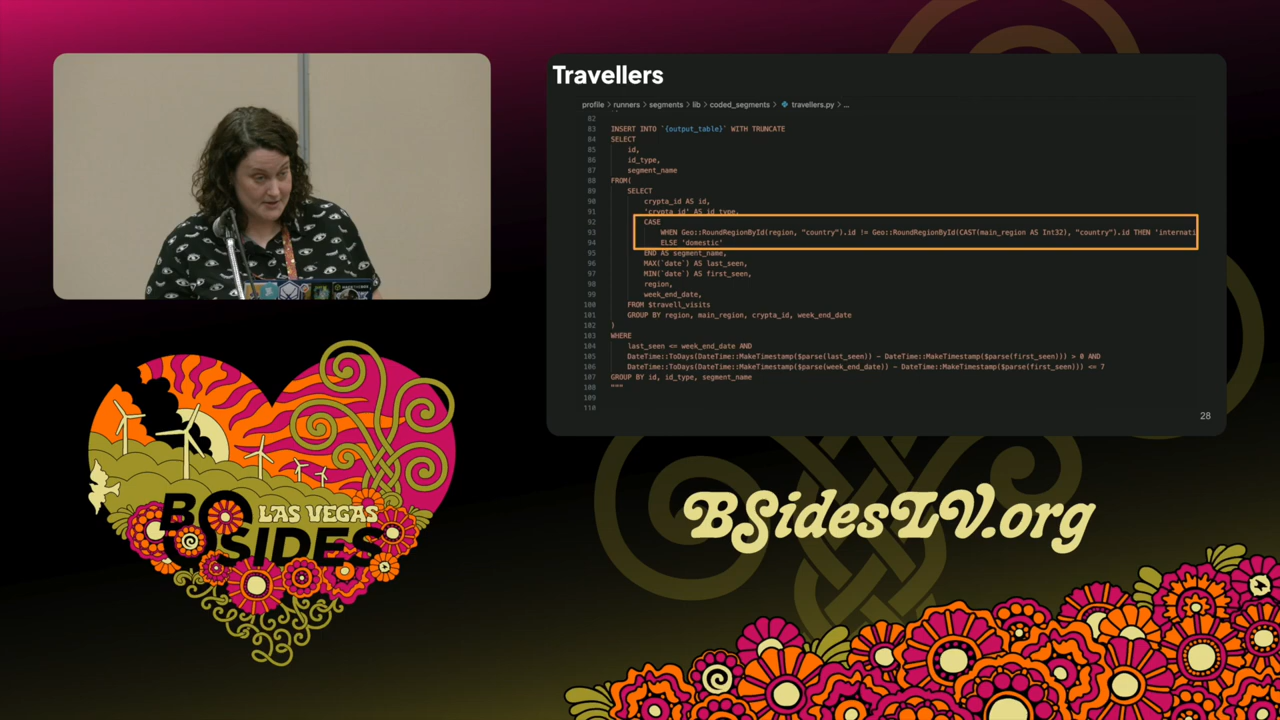 Travellers
profile > runners > segments > lib > coded_segments > travellers.py > ...
82
83 INSERT INTO `{output_table}` WITH TRUNCATE
84 SELECT
85 id,
86 id_type,
87 segment_name
88 FROM(
89 SELECT
90 crypta_id AS id,
91 'crypta_id' AS id_type,
92 CASE
93 WHEN Geo::RoundRegionById(region, "country").id != Geo::RoundRegionById(CAST(main_region AS Int32), "country").id THEN 'internati
94 ELSE 'domestic'
95 END AS segment_name,
96 MAX(`date`) AS last_seen,
97 MIN(`date`) AS first_seen,
98 region,
99 week_end_date,
100 FROM $travell_visits
101 GROUP BY region, main_region, crypta_id, week_end_date
102 )
103 WHERE
104 last_seen <= week_end_date AND
105 DateTime::ToDays(DateTime::MakeTimestamp($parse(last_seen)) - DateTime::MakeTimestamp($parse(first_seen))) > 0 AND
106 DateTime::ToDays(DateTime::MakeTimestamp($parse(week_end_date)) - DateTime::MakeTimestamp($parse(first_seen))) <= 7
107 GROUP BY id, id_type, segment_name
108 """
109
110
28
LAS VEGAS
BSIDES
23
BSidesLV.org